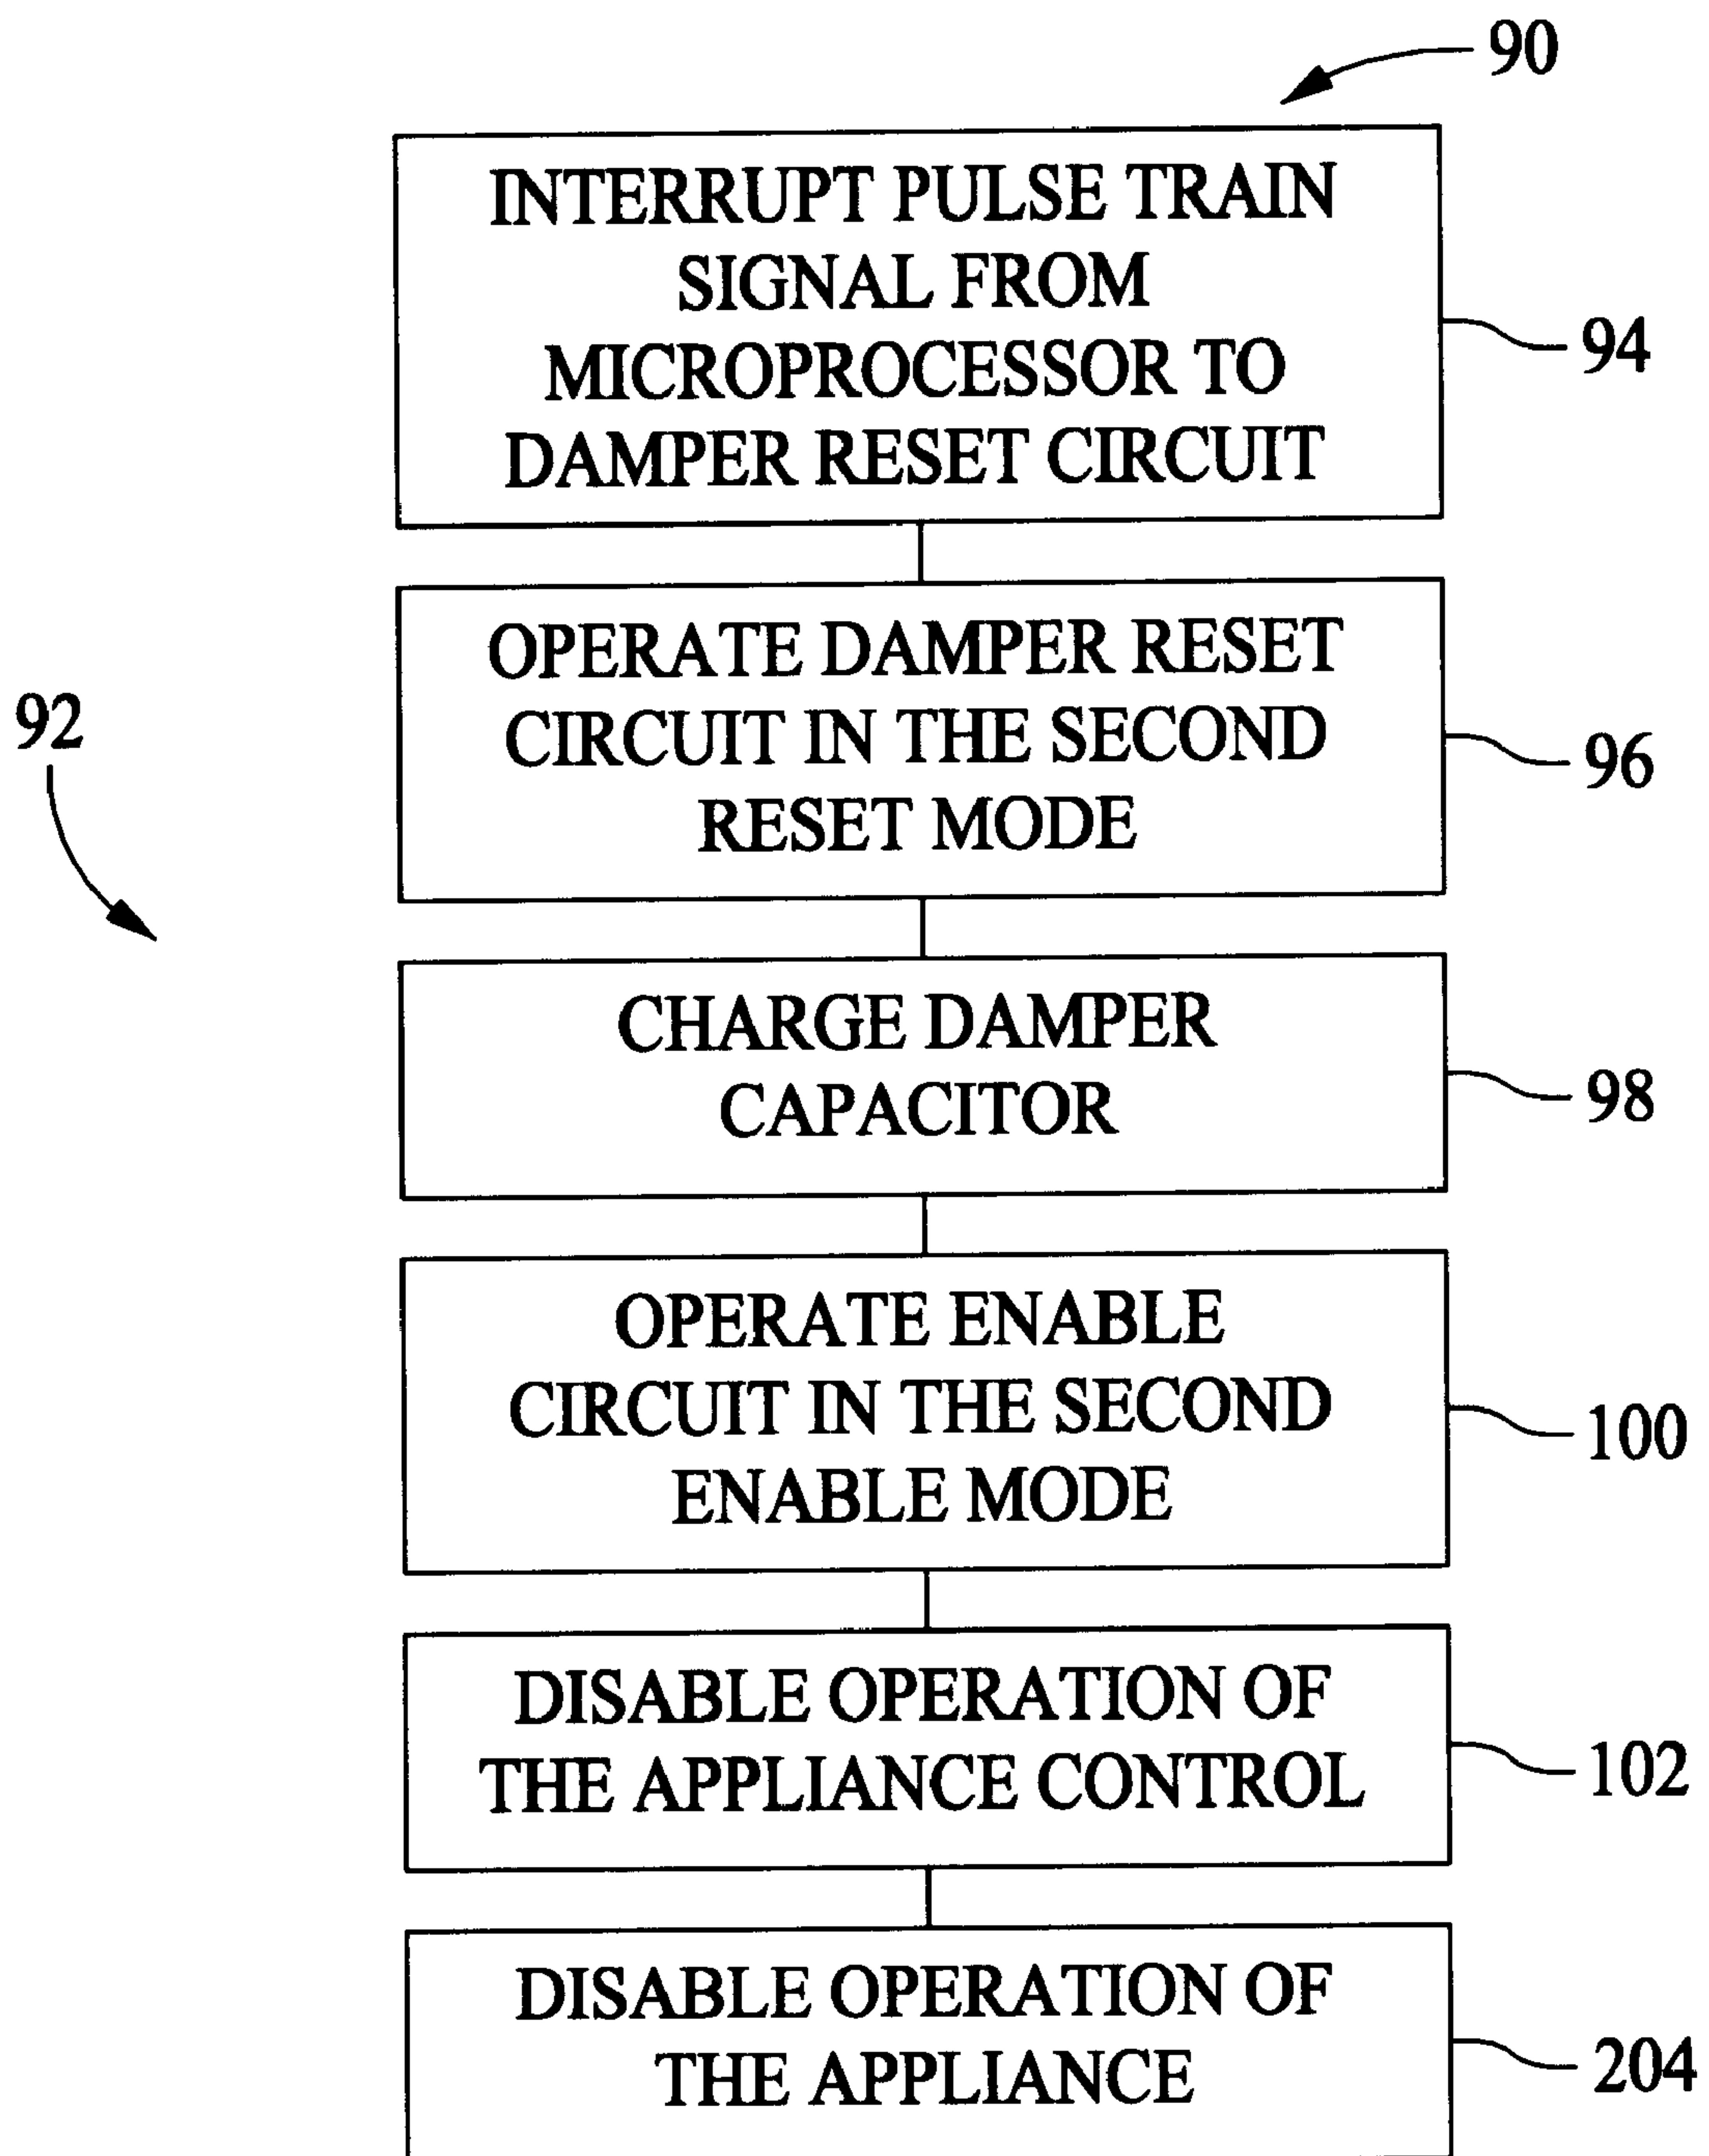 90
INTERRUPT PULSE TRAIN
SIGNAL FROM
MICROPROCESSOR TO
DAMPER RESET CIRCUIT
94
OPERATE DAMPER RESET
CIRCUIT IN THE SECOND
RESET MODE
96
92
CHARGE DAMPER
CAPACITOR
98
OPERATE ENABLE
CIRCUIT IN THE SECOND
ENABLE MODE
100
DISABLE OPERATION OF
THE APPLIANCE CONTROL
102
DISABLE OPERATION OF
THE APPLIANCE
204